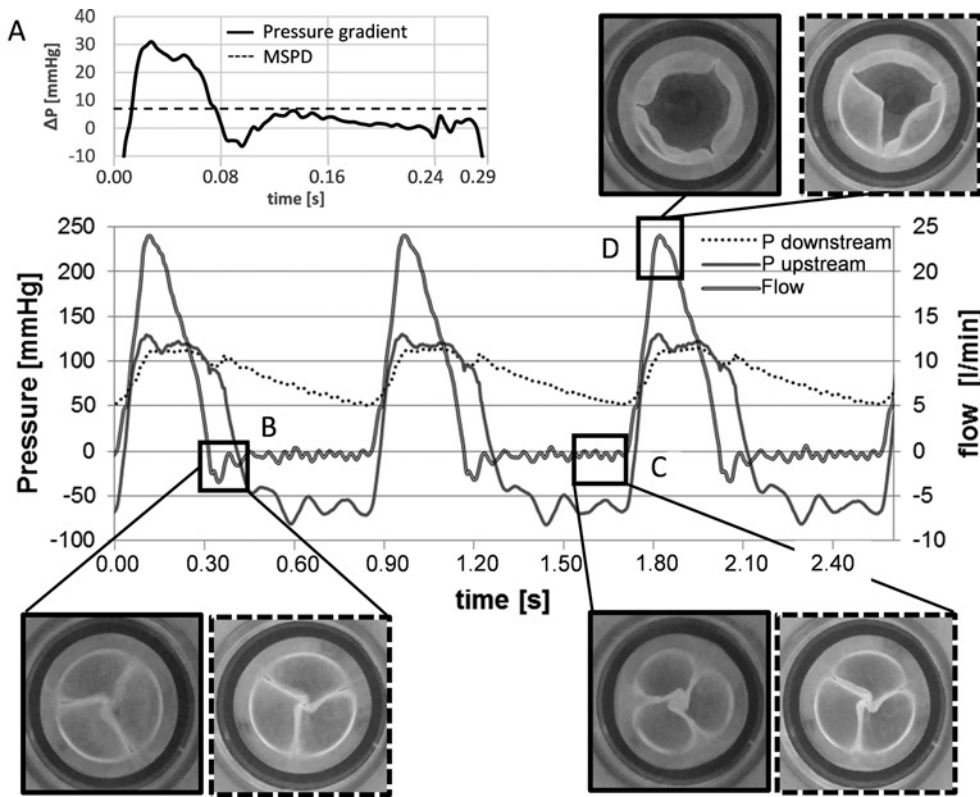 A
40
30
20
10
0
-10
ΔP [mmHg]
Pressure gradient
MSPD
0.00 0.08 0.16 0.24 0.29
time [s]
250
200
150
100
50
0
-50
-100
Pressure [mmHg]
D
P downstream
P upstream
Flow
B
C
25
20
15
10
5
0
-5
-10
flow [l/min]
0.00 0.30 0.60 0.90 1.20 1.50 1.80 2.10 2.40
time [s]